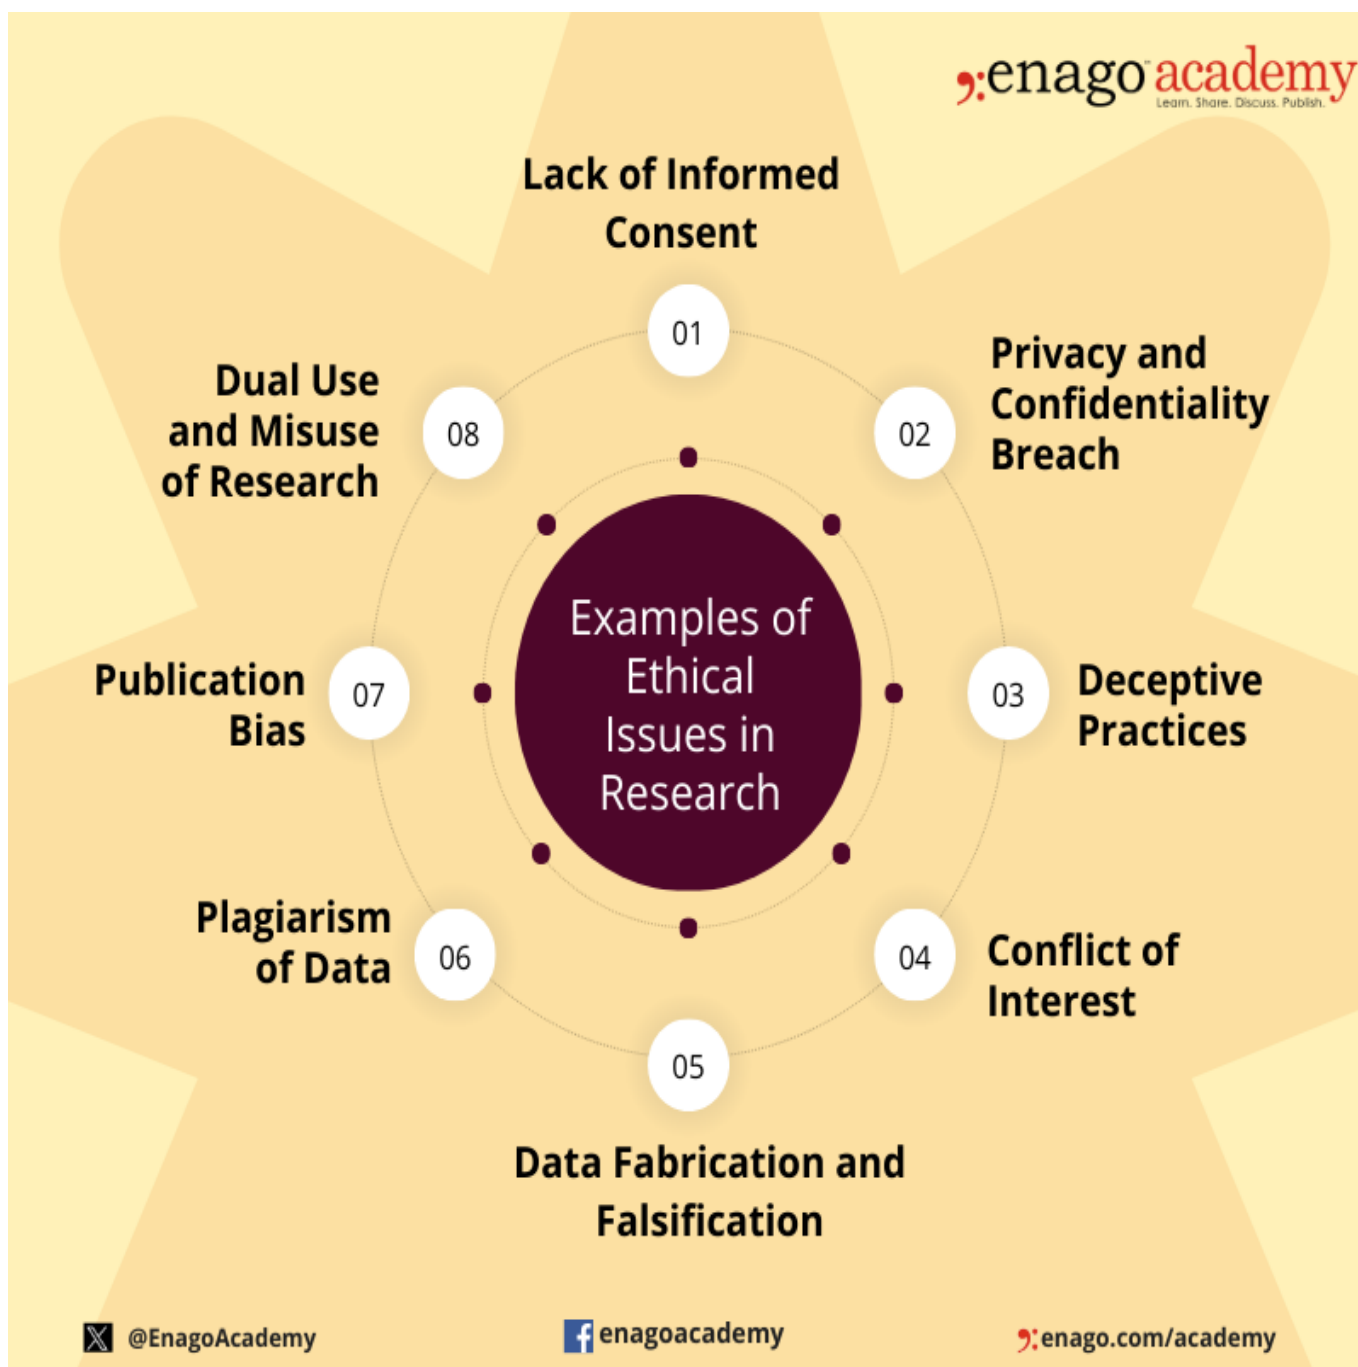 enago academy
Learn. Share. Discuss. Publish.
Lack of Informed
Consent
01
Privacy and
Confidentiality
Breach
02
Deceptive
Practices
03
Conflict of
Interest
04
Data Fabrication and
Falsification
05
Plagiarism
of Data
06
Publication
Bias
07
Dual Use
and Misuse
of Research
08
Examples of
Ethical
Issues in
Research
@EnagoAcademy
enagoacademy
enago.com/academy